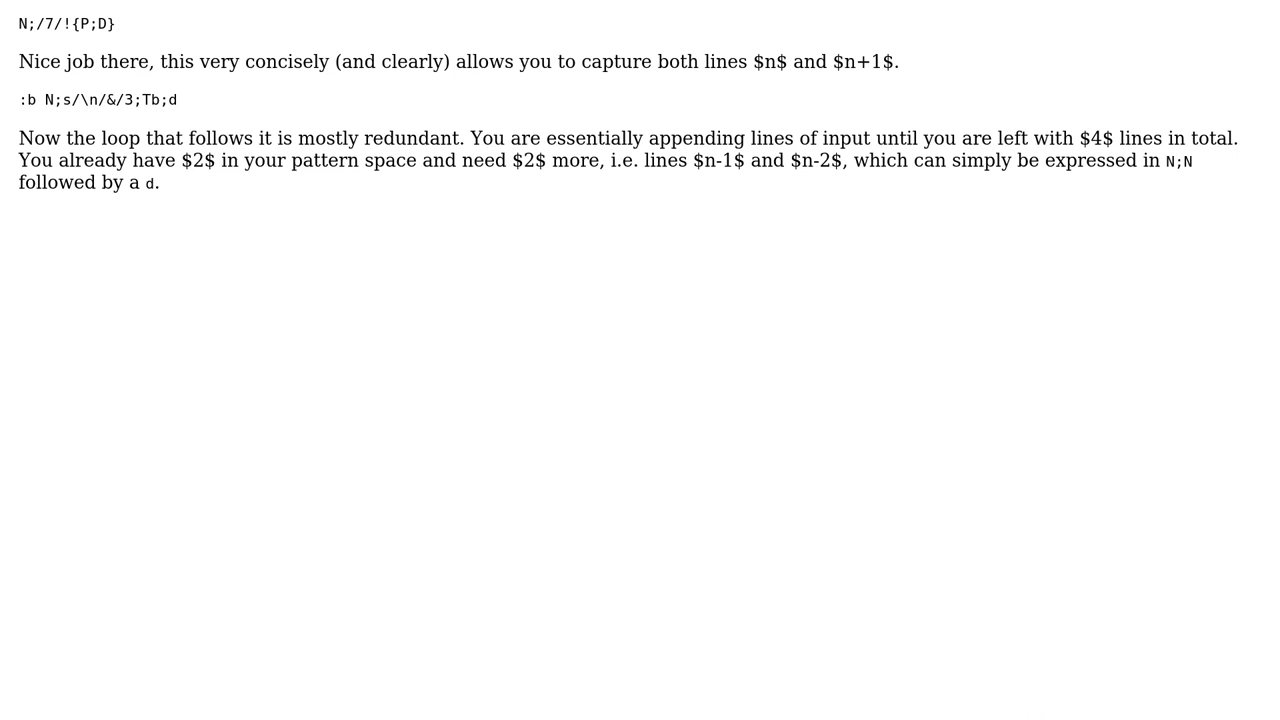 N;/7/!{P;D}
Nice job there, this very concisely (and clearly) allows you to capture both lines $n$ and $n+1$.
:b N;s/\n/&/3;Tb;d
Now the loop that follows it is mostly redundant. You are essentially appending lines of input until you are left with $4$ lines in total.
You already have $2$ in your pattern space and need $2$ more, i.e. lines $n-1$ and $n-2$, which can simply be expressed in N;N
followed by a d.